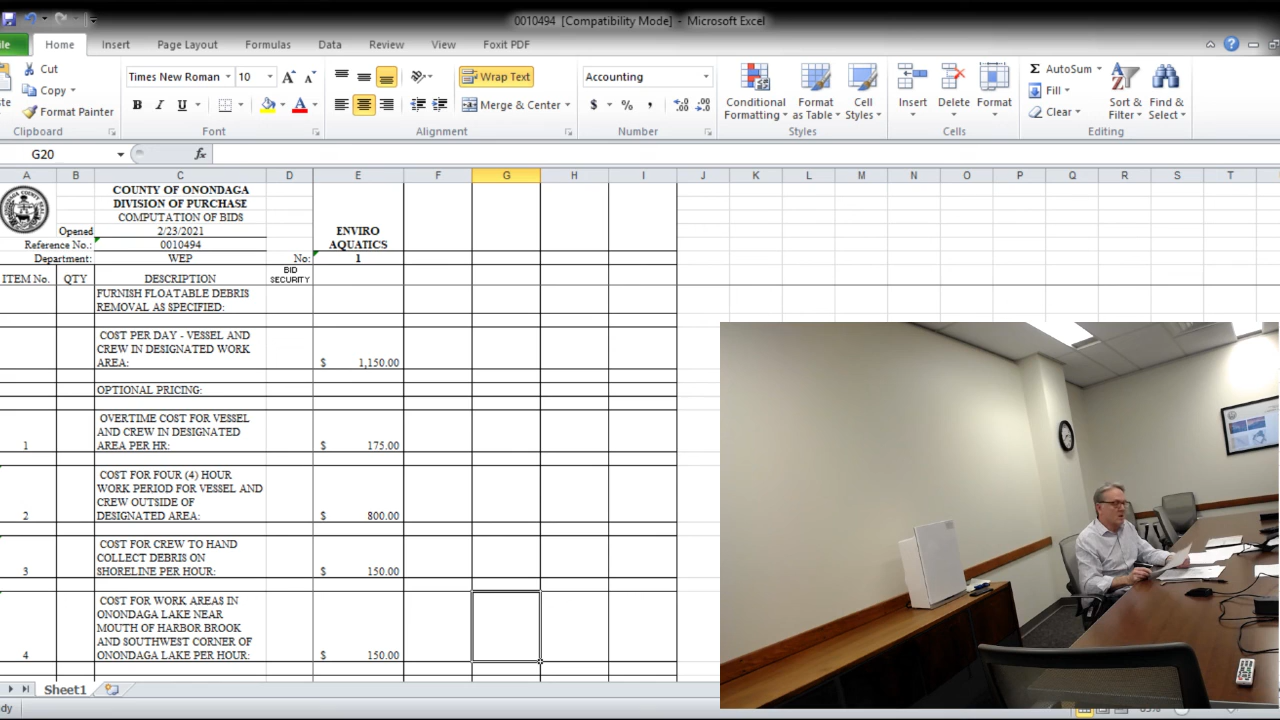 0010494 [Compatibility Mode] - Microsoft Excel
Home Insert Page Layout Formulas Data Review View Foxit PDF
Cut
Copy
Format Painter
Clipboard
Times New Roman 10
B I U
Font
Wrap Text
Merge & Center
Alignment
Accounting
$ % ,
Number
Conditional Formatting
Format as Table
Cell Styles
Styles
Insert Delete Format
Cells
AutoSum
Fill
Clear
Sort & Filter
Find & Select
Editing
G20 fx
A B C D E F G H I J K L M N O P Q R S T
COUNTY OF ONONDAGA
DIVISION OF PURCHASE
COMPUTATION OF BIDS
Opened 2/23/2021 ENVIRO
Reference No.: 0010494 AQUATICS
Department: WEP No: 1
ITEM No. QTY DESCRIPTION BID SECURITY
FURNISH FLOATABLE DEBRIS
REMOVAL AS SPECIFIED:
COST PER DAY - VESSEL AND
CREW IN DESIGNATED WORK
AREA: $ 1,150.00
OPTIONAL PRICING:
OVERTIME COST FOR VESSEL
AND CREW IN DESIGNATED
1 AREA PER HR: $ 175.00
COST FOR FOUR (4) HOUR
WORK PERIOD FOR VESSEL AND
CREW OUTSIDE OF
2 DESIGNATED AREA: $ 800.00
COST FOR CREW TO HAND
COLLECT DEBRIS ON
3 SHORELINE PER HOUR: $ 150.00
COST FOR WORK AREAS IN
ONONDAGA LAKE NEAR
MOUTH OF HARBOR BROOK
AND SOUTHWEST CORNER OF
4 ONONDAGA LAKE PER HOUR: $ 150.00
Sheet1